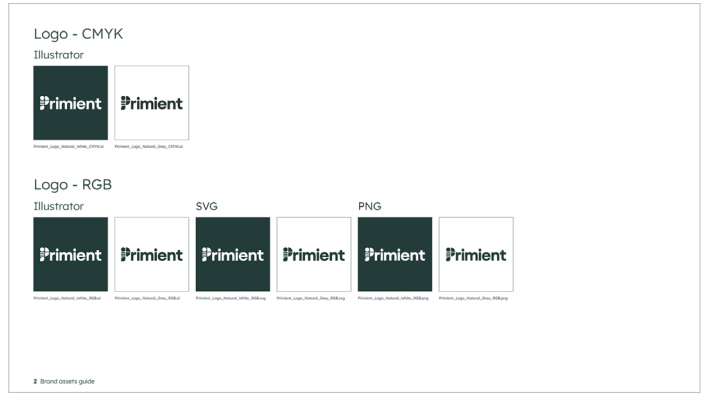 Logo - CMYK
Illustrator
Primient
Primient
Primient_Logo_Natural_White_CMYK.ai
Primient_Logo_Natural_Grey_CMYK.ai
Logo - RGB
Illustrator
SVG
PNG
Primient
Primient
Primient
Primient
Primient
Primient
Primient_Logo_Natural_White_RGB.ai
Primient_Logo_Natural_Grey_RGB.ai
Primient_Logo_Natural_White_RGB.svg
Primient_Logo_Natural_Grey_RGB.svg
Primient_Logo_Natural_White_RGB.png
Primient_Logo_Natural_Grey_RGB.png
2 Brand assets guide